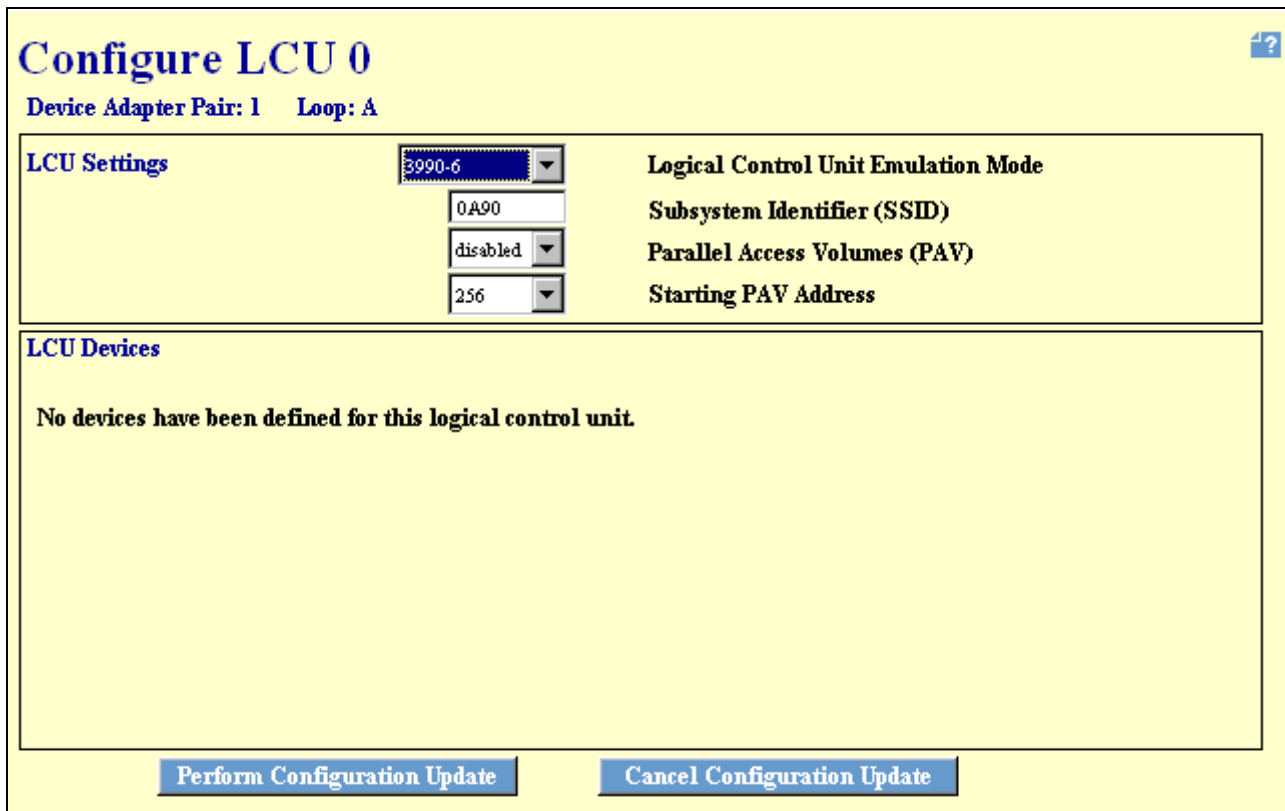 Configure LCU 0
?
Device Adapter Pair: 1 Loop: A
LCU Settings
3990-6 Logical Control Unit Emulation Mode
0A90 Subsystem Identifier (SSID)
disabled Parallel Access Volumes (PAV)
256 Starting PAV Address
LCU Devices
No devices have been defined for this logical control unit.
Perform Configuration Update Cancel Configuration Update